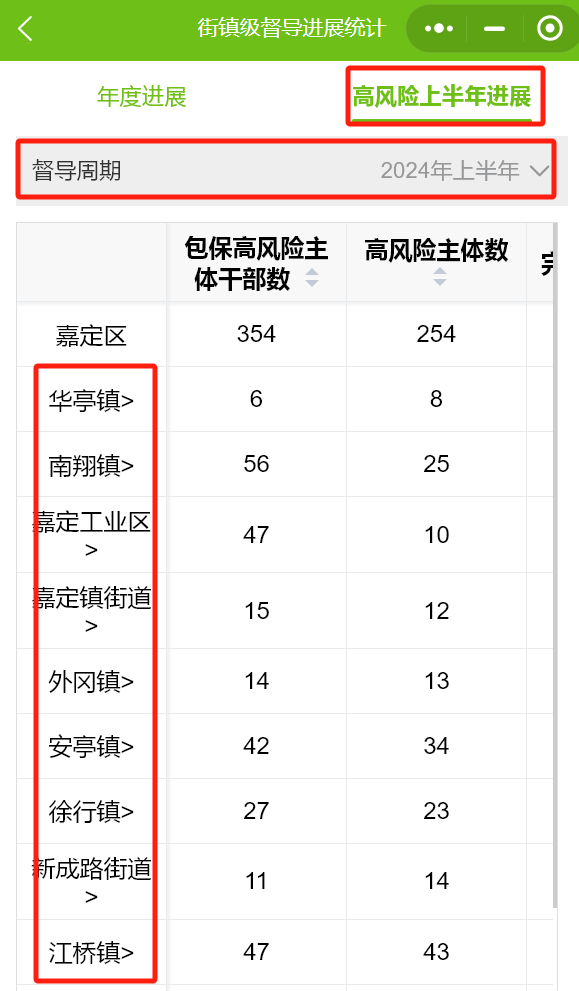 街镇级督导进展统计
年度进展
高风险上半年进展
督导周期
2024年上半年
包保高风险主
体干部数
高风险主体数
嘉定区 354 254
华亭镇> 6 8
南翔镇> 56 25
嘉定工业区
> 47 10
嘉定镇街道
> 15 12
外冈镇> 14 13
安亭镇> 42 34
徐行镇> 27 23
新成路街道
> 11 14
江桥镇> 47 43